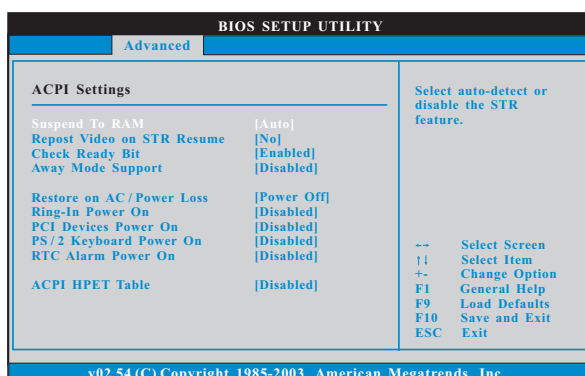 BIOS SETUP UTILITY
Advanced
ACPI Settings
Suspend To RAM [Auto]
Repost Video on STR Resume [No]
Check Ready Bit [Enabled]
Away Mode Support [Disabled]
Restore on AC / Power Loss [Power Off]
Ring-In Power On [Disabled]
PCI Devices Power On [Disabled]
PS / 2 Keyboard Power On [Disabled]
RTC Alarm Power On [Disabled]
ACPI HPET Table [Disabled]
Select auto-detect or
disable the STR
feature.
←→ Select Screen
↑↓ Select Item
+- Change Option
F1 General Help
F9 Load Defaults
F10 Save and Exit
ESC Exit
v02.54 (C) Copyright 1985-2003, American Megatrends, Inc.